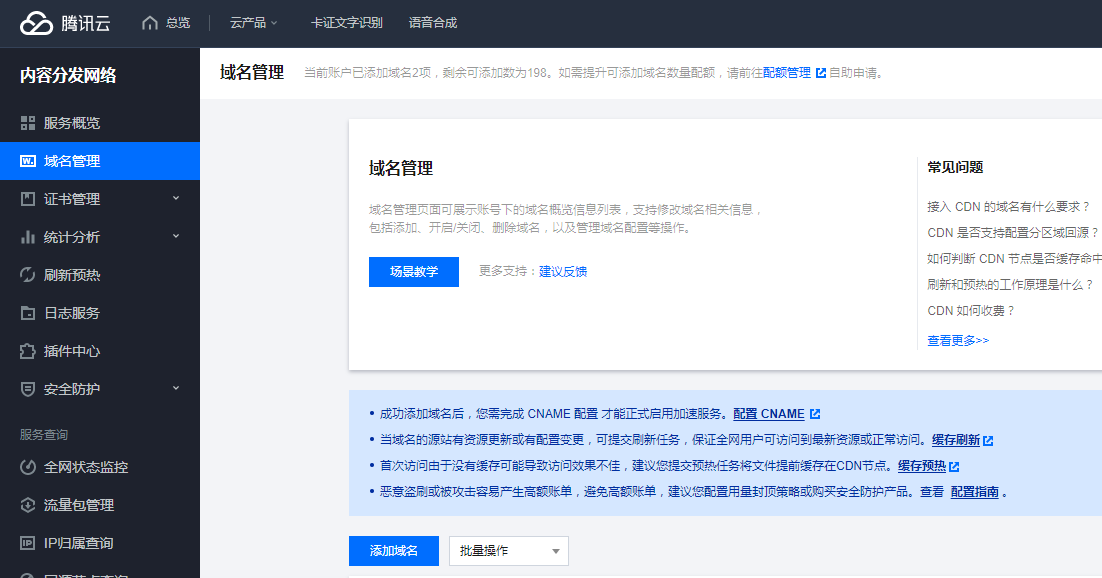 腾讯云 总览 云产品 卡证文字识别 语音合成
内容分发网络
服务概览
域名管理
证书管理
统计分析
刷新预热
日志服务
插件中心
安全防护
服务查询
全网状态监控
流量包管理
IP归属查询
域名管理 当前账户已添加域名2项，剩余可添加数为198。如需提升可添加域名数量配额，请前往配额管理 自助申请。
域名管理
域名管理页面可展示账号下的域名概览信息列表，支持修改域名相关信息，
包括添加、开启/关闭、删除域名，以及管理域名配置等操作。
场景教学 更多支持：建议反馈
常见问题
接入 CDN 的域名有什么要求？
CDN 是否支持配置分区域回源？
如何判断 CDN 节点是否缓存命中
刷新和预热的工作原理是什么？
CDN 如何收费？
查看更多>>
• 成功添加域名后，您需完成 CNAME 配置 才能正式启用加速服务。配置 CNAME
• 当域名的源站有资源更新或有配置变更，可提交刷新任务，保证全网用户可访问到最新资源或正常访问。缓存刷新
• 首次访问由于没有缓存可能导致访问效果不佳，建议您提交预热任务将文件提前缓存在CDN节点。缓存预热
• 恶意盗刷或被攻击容易产生高额账单，避免高额账单，建议您配置用量封顶策略或购买安全防护产品。查看 配置指南 。
添加域名 批量操作